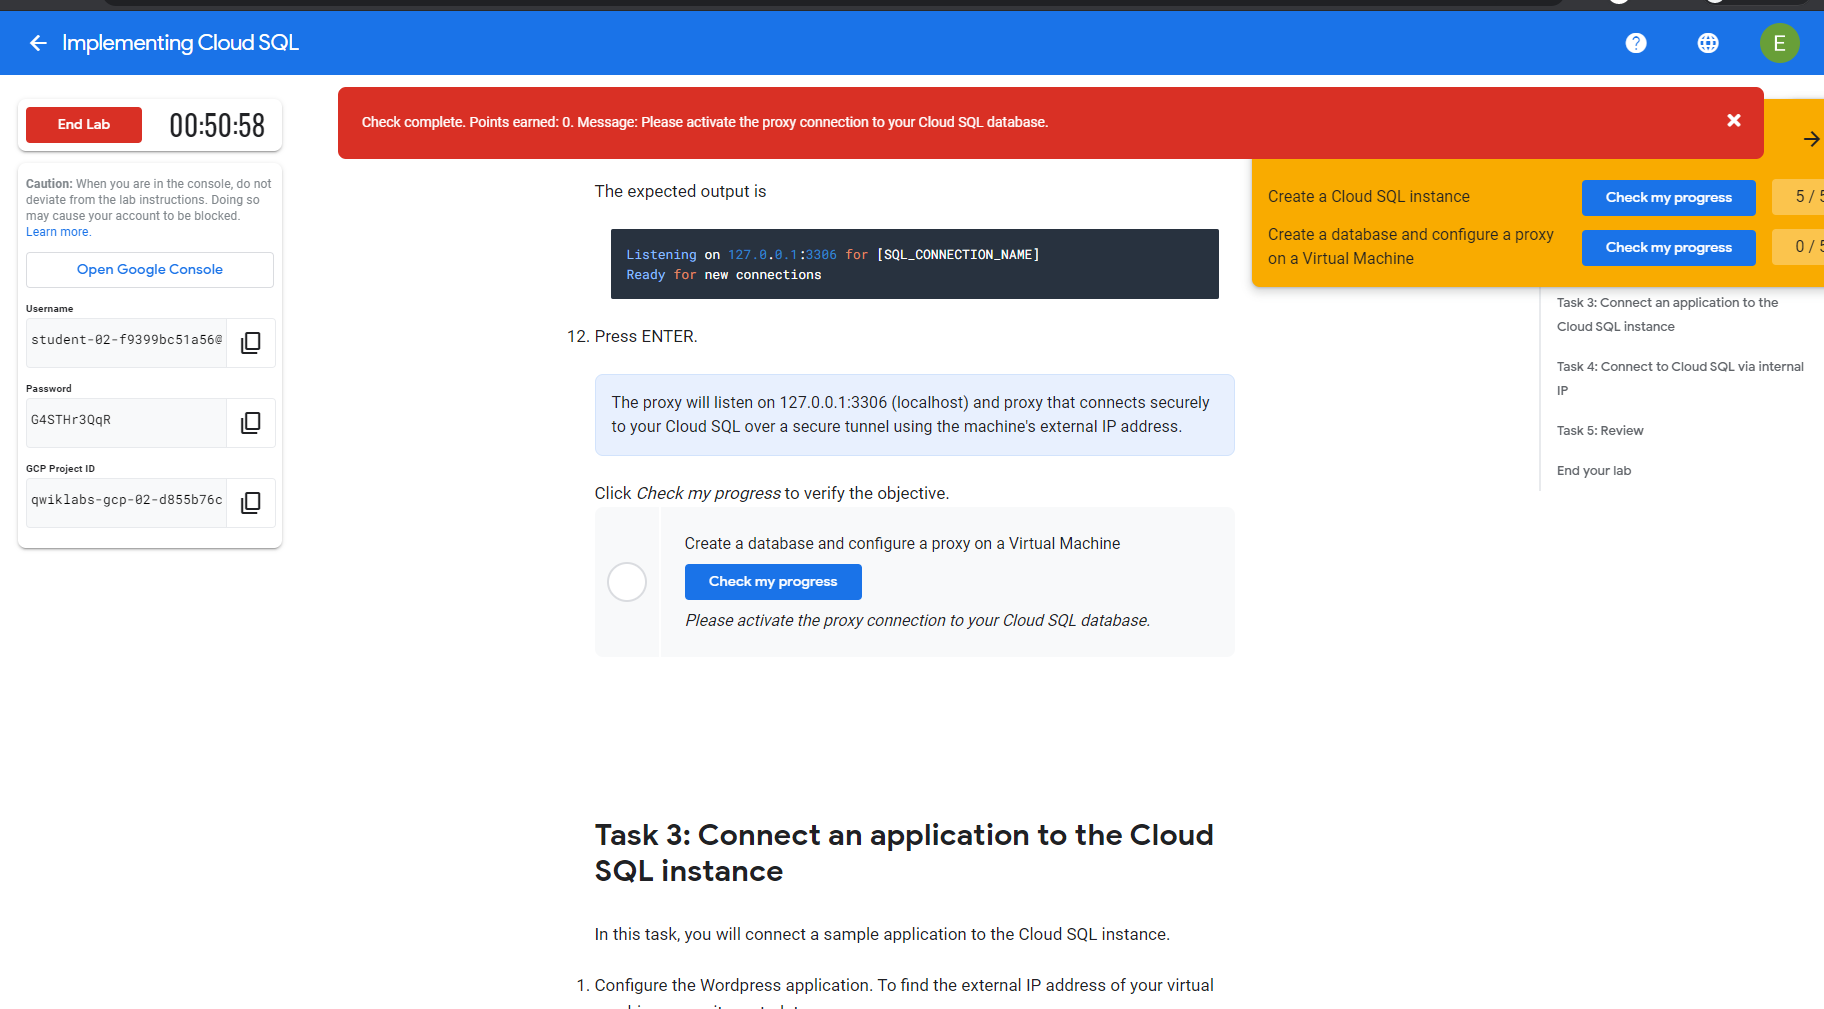 Implementing Cloud SQL
?
E
End Lab
00:50:58
Caution: When you are in the console, do not
deviate from the lab instructions. Doing so
may cause your account to be blocked.
Learn more.
Open Google Console
Username
student-02-f9399bc51a56@
Password
G4STHr3QqR
GCP Project ID
qwiklabs-gcp-02-d855b76c
Check complete. Points earned: 0. Message: Please activate the proxy connection to your Cloud SQL database.
Create a Cloud SQL instance
Check my progress
5 / 5
Create a database and configure a proxy
on a Virtual Machine
Check my progress
0 / 5
The expected output is
Listening on 127.0.0.1:3306 for [SQL_CONNECTION_NAME]
Ready for new connections
12. Press ENTER.
The proxy will listen on 127.0.0.1:3306 (localhost) and proxy that connects securely
to your Cloud SQL over a secure tunnel using the machine's external IP address.
Click Check my progress to verify the objective.
Create a database and configure a proxy on a Virtual Machine
Check my progress
Please activate the proxy connection to your Cloud SQL database.
Task 3: Connect an application to the Cloud
SQL instance
In this task, you will connect a sample application to the Cloud SQL instance.
1. Configure the Wordpress application. To find the external IP address of your virtual
Task 3: Connect an application to the
Cloud SQL instance
Task 4: Connect to Cloud SQL via internal
IP
Task 5: Review
End your lab